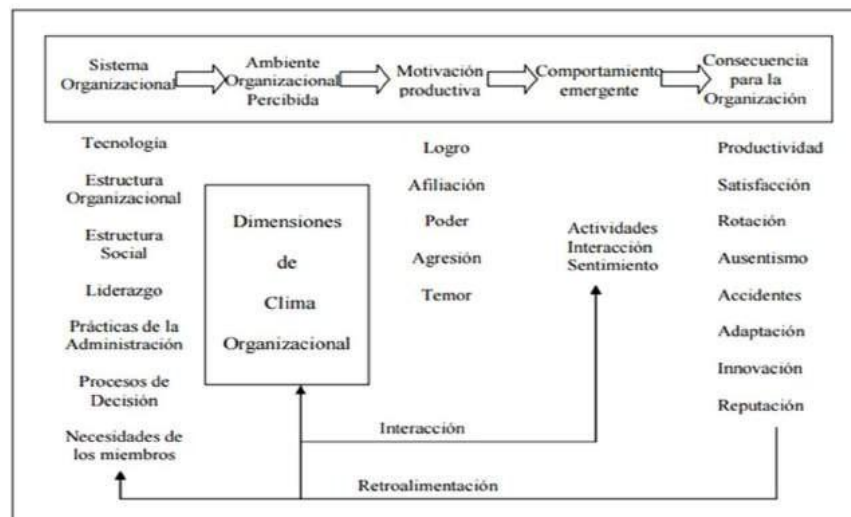 Sistema
Organizacional
Ambiente
Organizacional
Percibida
Motivación
productiva
Comportamiento
emergente
Consecuencia
para la
Organización
Tecnología
Estructura
Organizacional
Estructura
Social
Liderazgo
Prácticas de la
Administración
Procesos de
Decisión
Necesidades de
los miembros
Dimensiones
de
Clima
Organizacional
Logro
Afiliación
Poder
Agresión
Temor
Actividades
Interacción
Sentimiento
Productividad
Satisfacción
Rotación
Ausentismo
Accidentes
Adaptación
Innovación
Reputación
Interacción
Retroalimentación